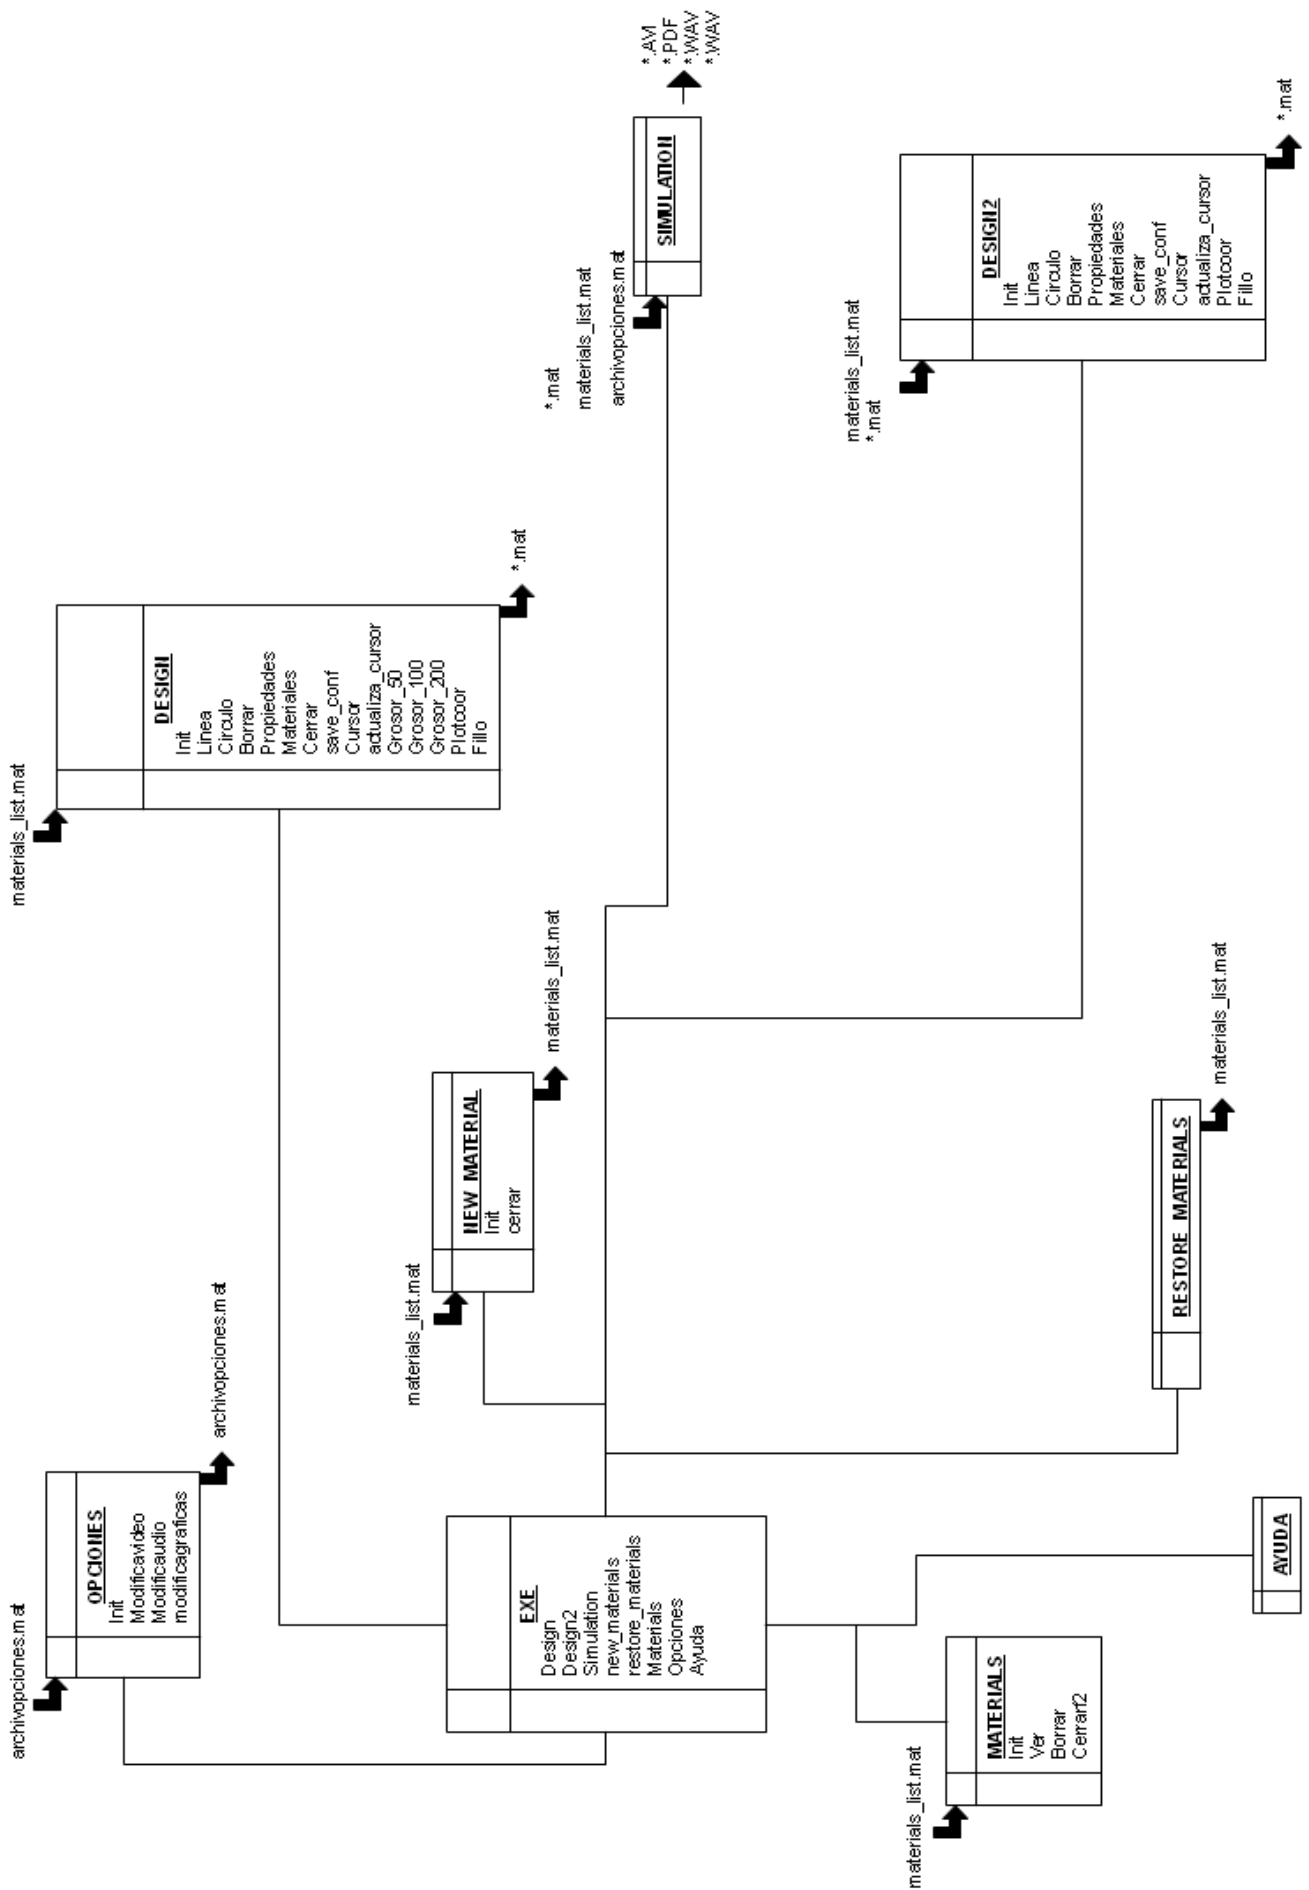 archivopciones.mat
OPCIONES
Init
Modificavideo
Modificaudio
modificagraficas
archivopciones.mat
materials_list.mat
DESIGN
Init
Linea
Circulo
Borrar
Propiedades
Materiales
Cerrar
save_conf
Cursor
actualiza_cursor
Grosor_50
Grosor_100
Grosor_200
Plotcoor
Fillo
*.mat
materials_list.mat
NEW MATERIAL
Init
cerrar
materials_list.mat
EXE
Design
Design2
Simulation
new_materials
restore_materials
Materials
Opciones
Ayuda
*.mat
materials_list.mat
archivopciones.mat
SIMULATION
*.AVI
*.PDF
*.WAV
*.WAV
materials_list.mat
MATERIALS
Init
Ver
Borrar
Cerrarf2
materials_list.mat
*.mat
DESIGN2
Init
Linea
Circulo
Borrar
Propiedades
Materiales
Cerrar
save_conf
Cursor
actualiza_cursor
Plotcoor
Fillo
*.mat
RESTORE MATERIALS
materials_list.mat
AYUDA